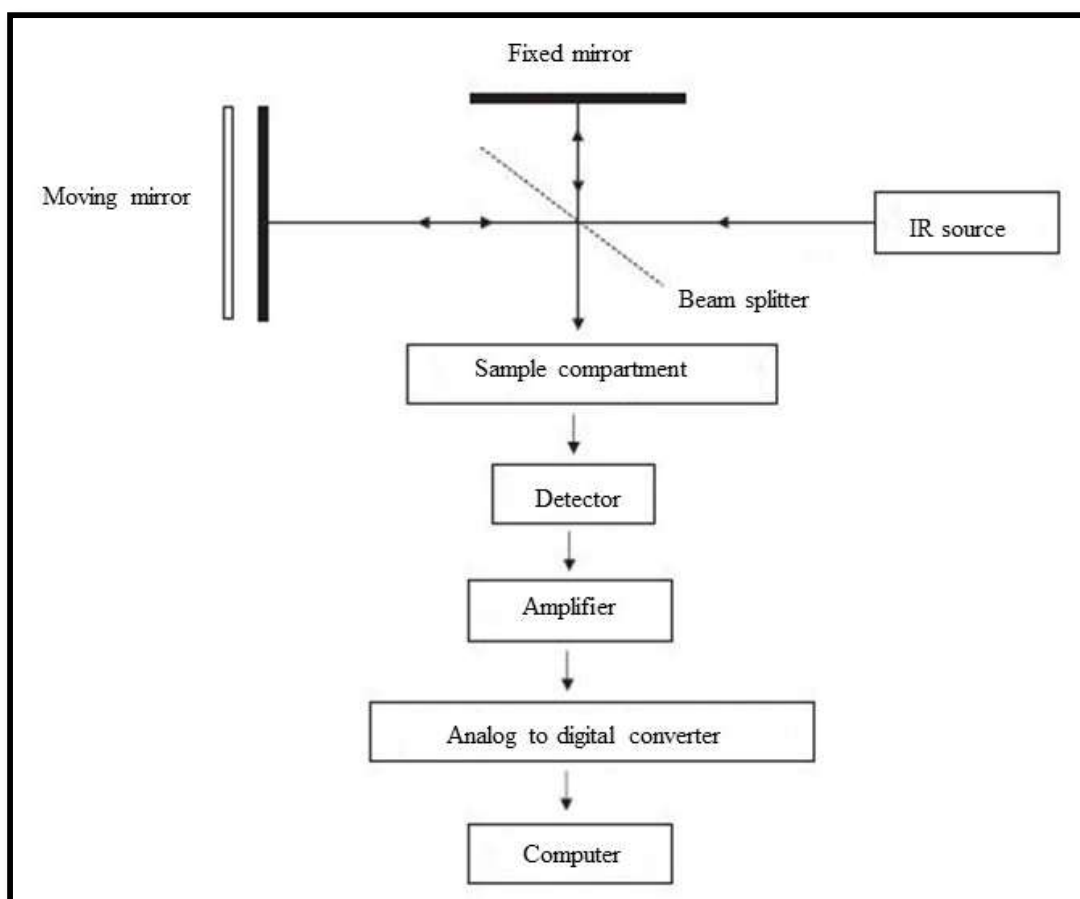 Fixed mirror
Moving mirror
IR source
Beam splitter
Sample compartment
Detector
Amplifier
Analog to digital converter
Computer